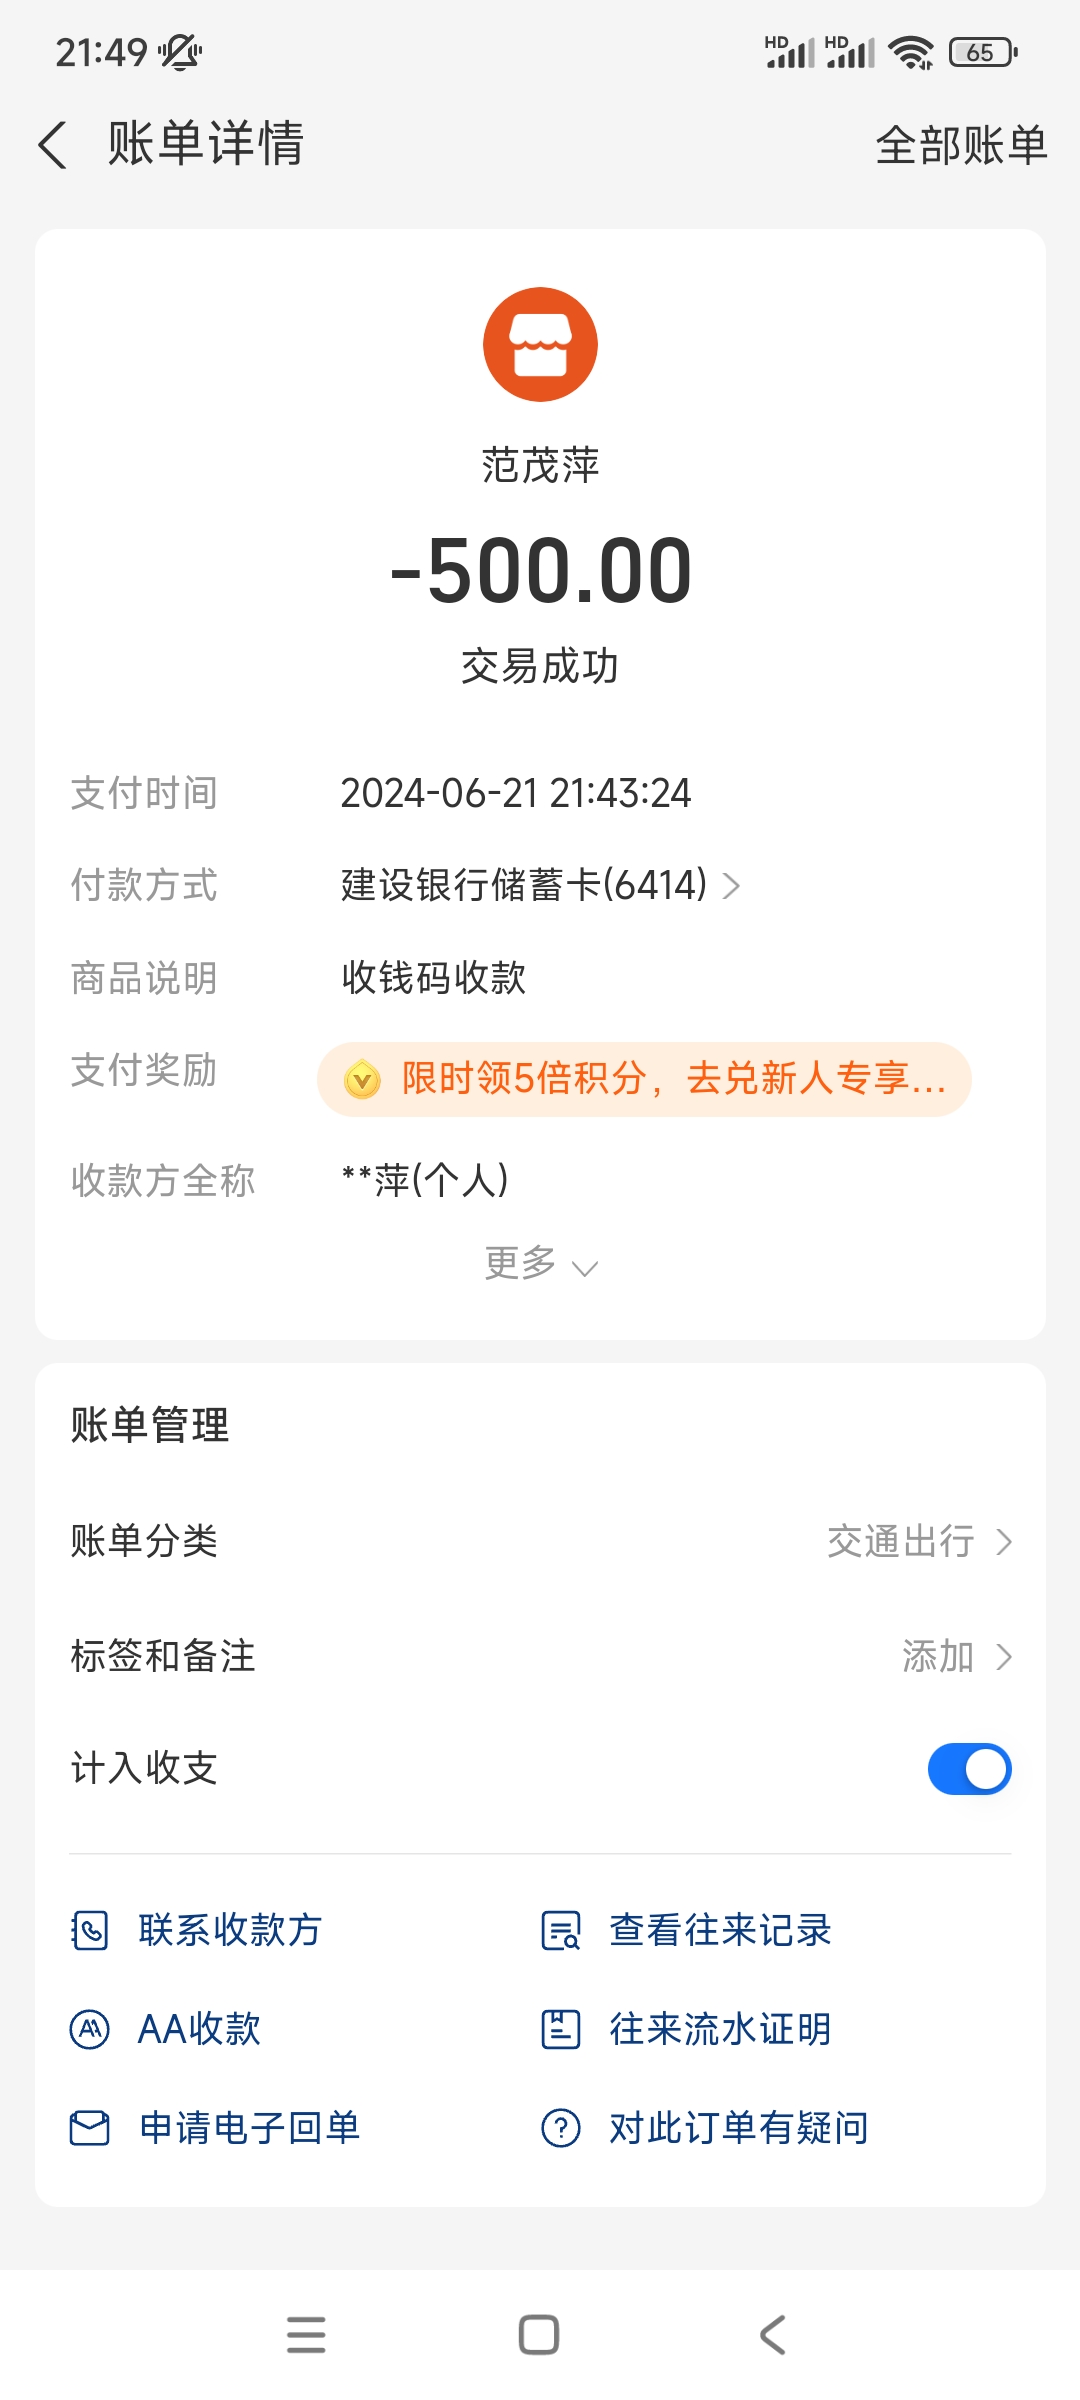 21:49 HD HD 65
账单详情 全部账单
范茂萍
-500.00
交易成功
支付时间 2024-06-21 21:43:24
付款方式 建设银行储蓄卡(6414)
商品说明 收钱码收款
支付奖励 限时领5倍积分，去兑新人专享...
收款方全称 **萍(个人)
更多
账单管理
账单分类 交通出行
标签和备注 添加
计入收支
联系收款方 查看往来记录
AA收款 往来流水证明
申请电子回单 对此订单有疑问